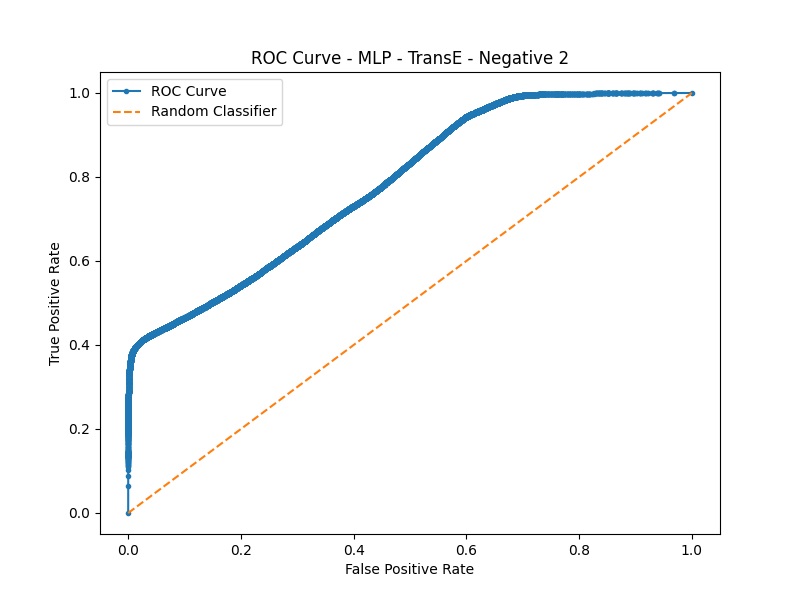 ROC Curve - MLP - TransE - Negative 2
ROC Curve
Random Classifier
True Positive Rate
1.0
0.8
0.6
0.4
0.2
0.0
0.0 0.2 0.4 0.6 0.8 1.0
False Positive Rate